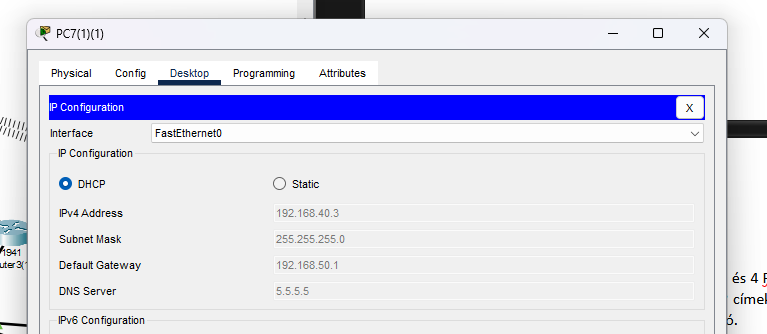 PC7(1)(1)
Physical Config Desktop Programming Attributes
IP Configuration X
Interface FastEthernet0
IP Configuration
DHCP Static
IPv4 Address 192.168.40.3
Subnet Mask 255.255.255.0
Default Gateway 192.168.50.1
DNS Server 5.5.5.5
IPv6 Configuration
1941
uter3(1
és 4
címek
ó.